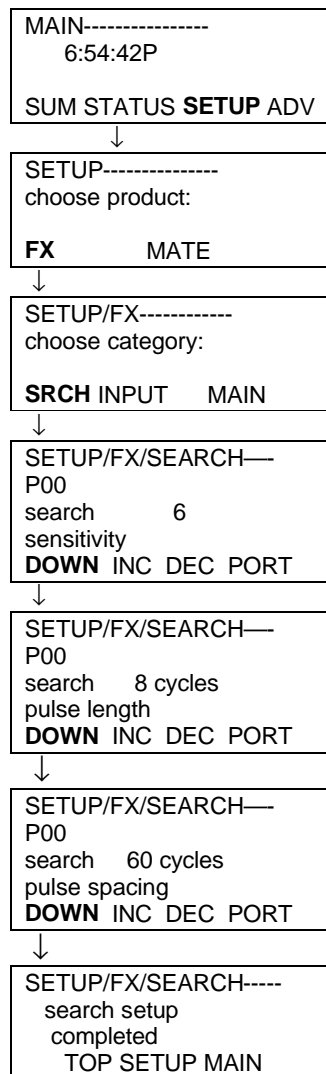 MAIN----------------
6:54:42P
SUM STATUS SETUP ADV
↓
SETUP---------------
choose product:
FX MATE
↓
SETUP/FX------------
choose category:
SRCH INPUT MAIN
↓
SETUP/FX/SEARCH—-
P00
search 6
sensitivity
DOWN INC DEC PORT
↓
SETUP/FX/SEARCH—-
P00
search 8 cycles
pulse length
DOWN INC DEC PORT
↓
SETUP/FX/SEARCH—-
P00
search 60 cycles
pulse spacing
DOWN INC DEC PORT
↓
SETUP/FX/SEARCH-----
search setup
completed
TOP SETUP MAIN